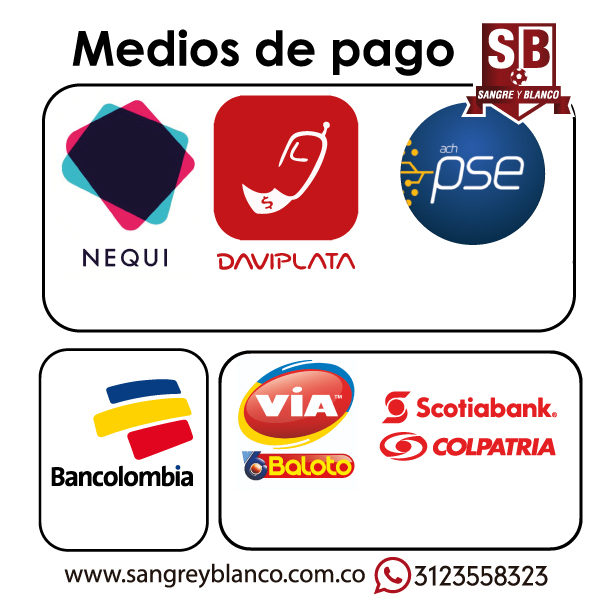 Medios de pago
SB
SANGRE Y BLANCO
NEQUI
DAVIPLATA
ach
pse
Bancolombia
VIA™
Baloto
Scotiabank®
COLPATRIA
www.sangreyblanco.com.co 3123558323